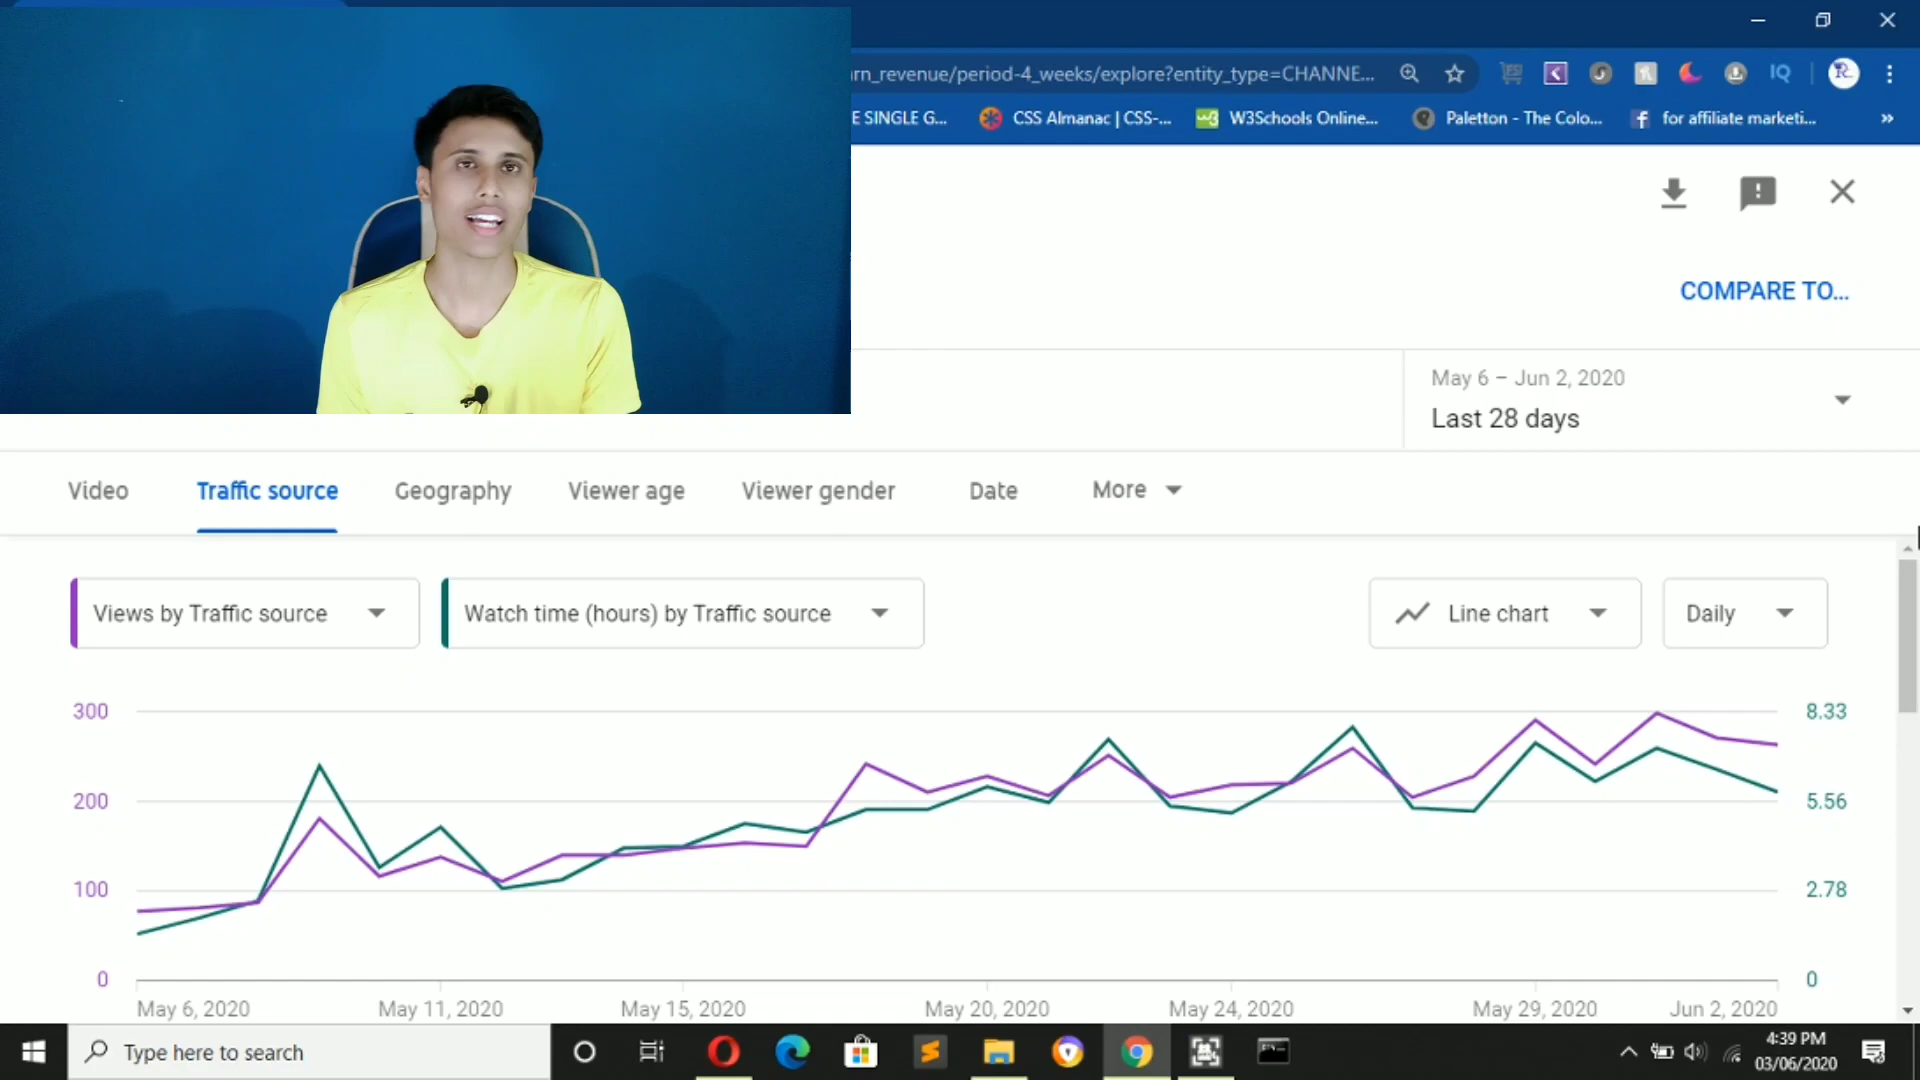 rn_revenue/period-4_weeks/explore?entity_type=CHANNE...
IQ
E SINGLE G...
CSS Almanac | CSS-...
W3Schools Online...
Paletton - The Colo...
for affiliate marketi...
COMPARE TO...
May 6 – Jun 2, 2020
Last 28 days
Video
Traffic source
Geography
Viewer age
Viewer gender
Date
More
Views by Traffic source
Watch time (hours) by Traffic source
Line chart
Daily
300
8.33
200
5.56
100
2.78
0
0
May 6, 2020
May 11, 2020
May 15, 2020
May 20, 2020
May 24, 2020
May 29, 2020
Jun 2, 2020
Type here to search
4:39 PM
03/06/2020